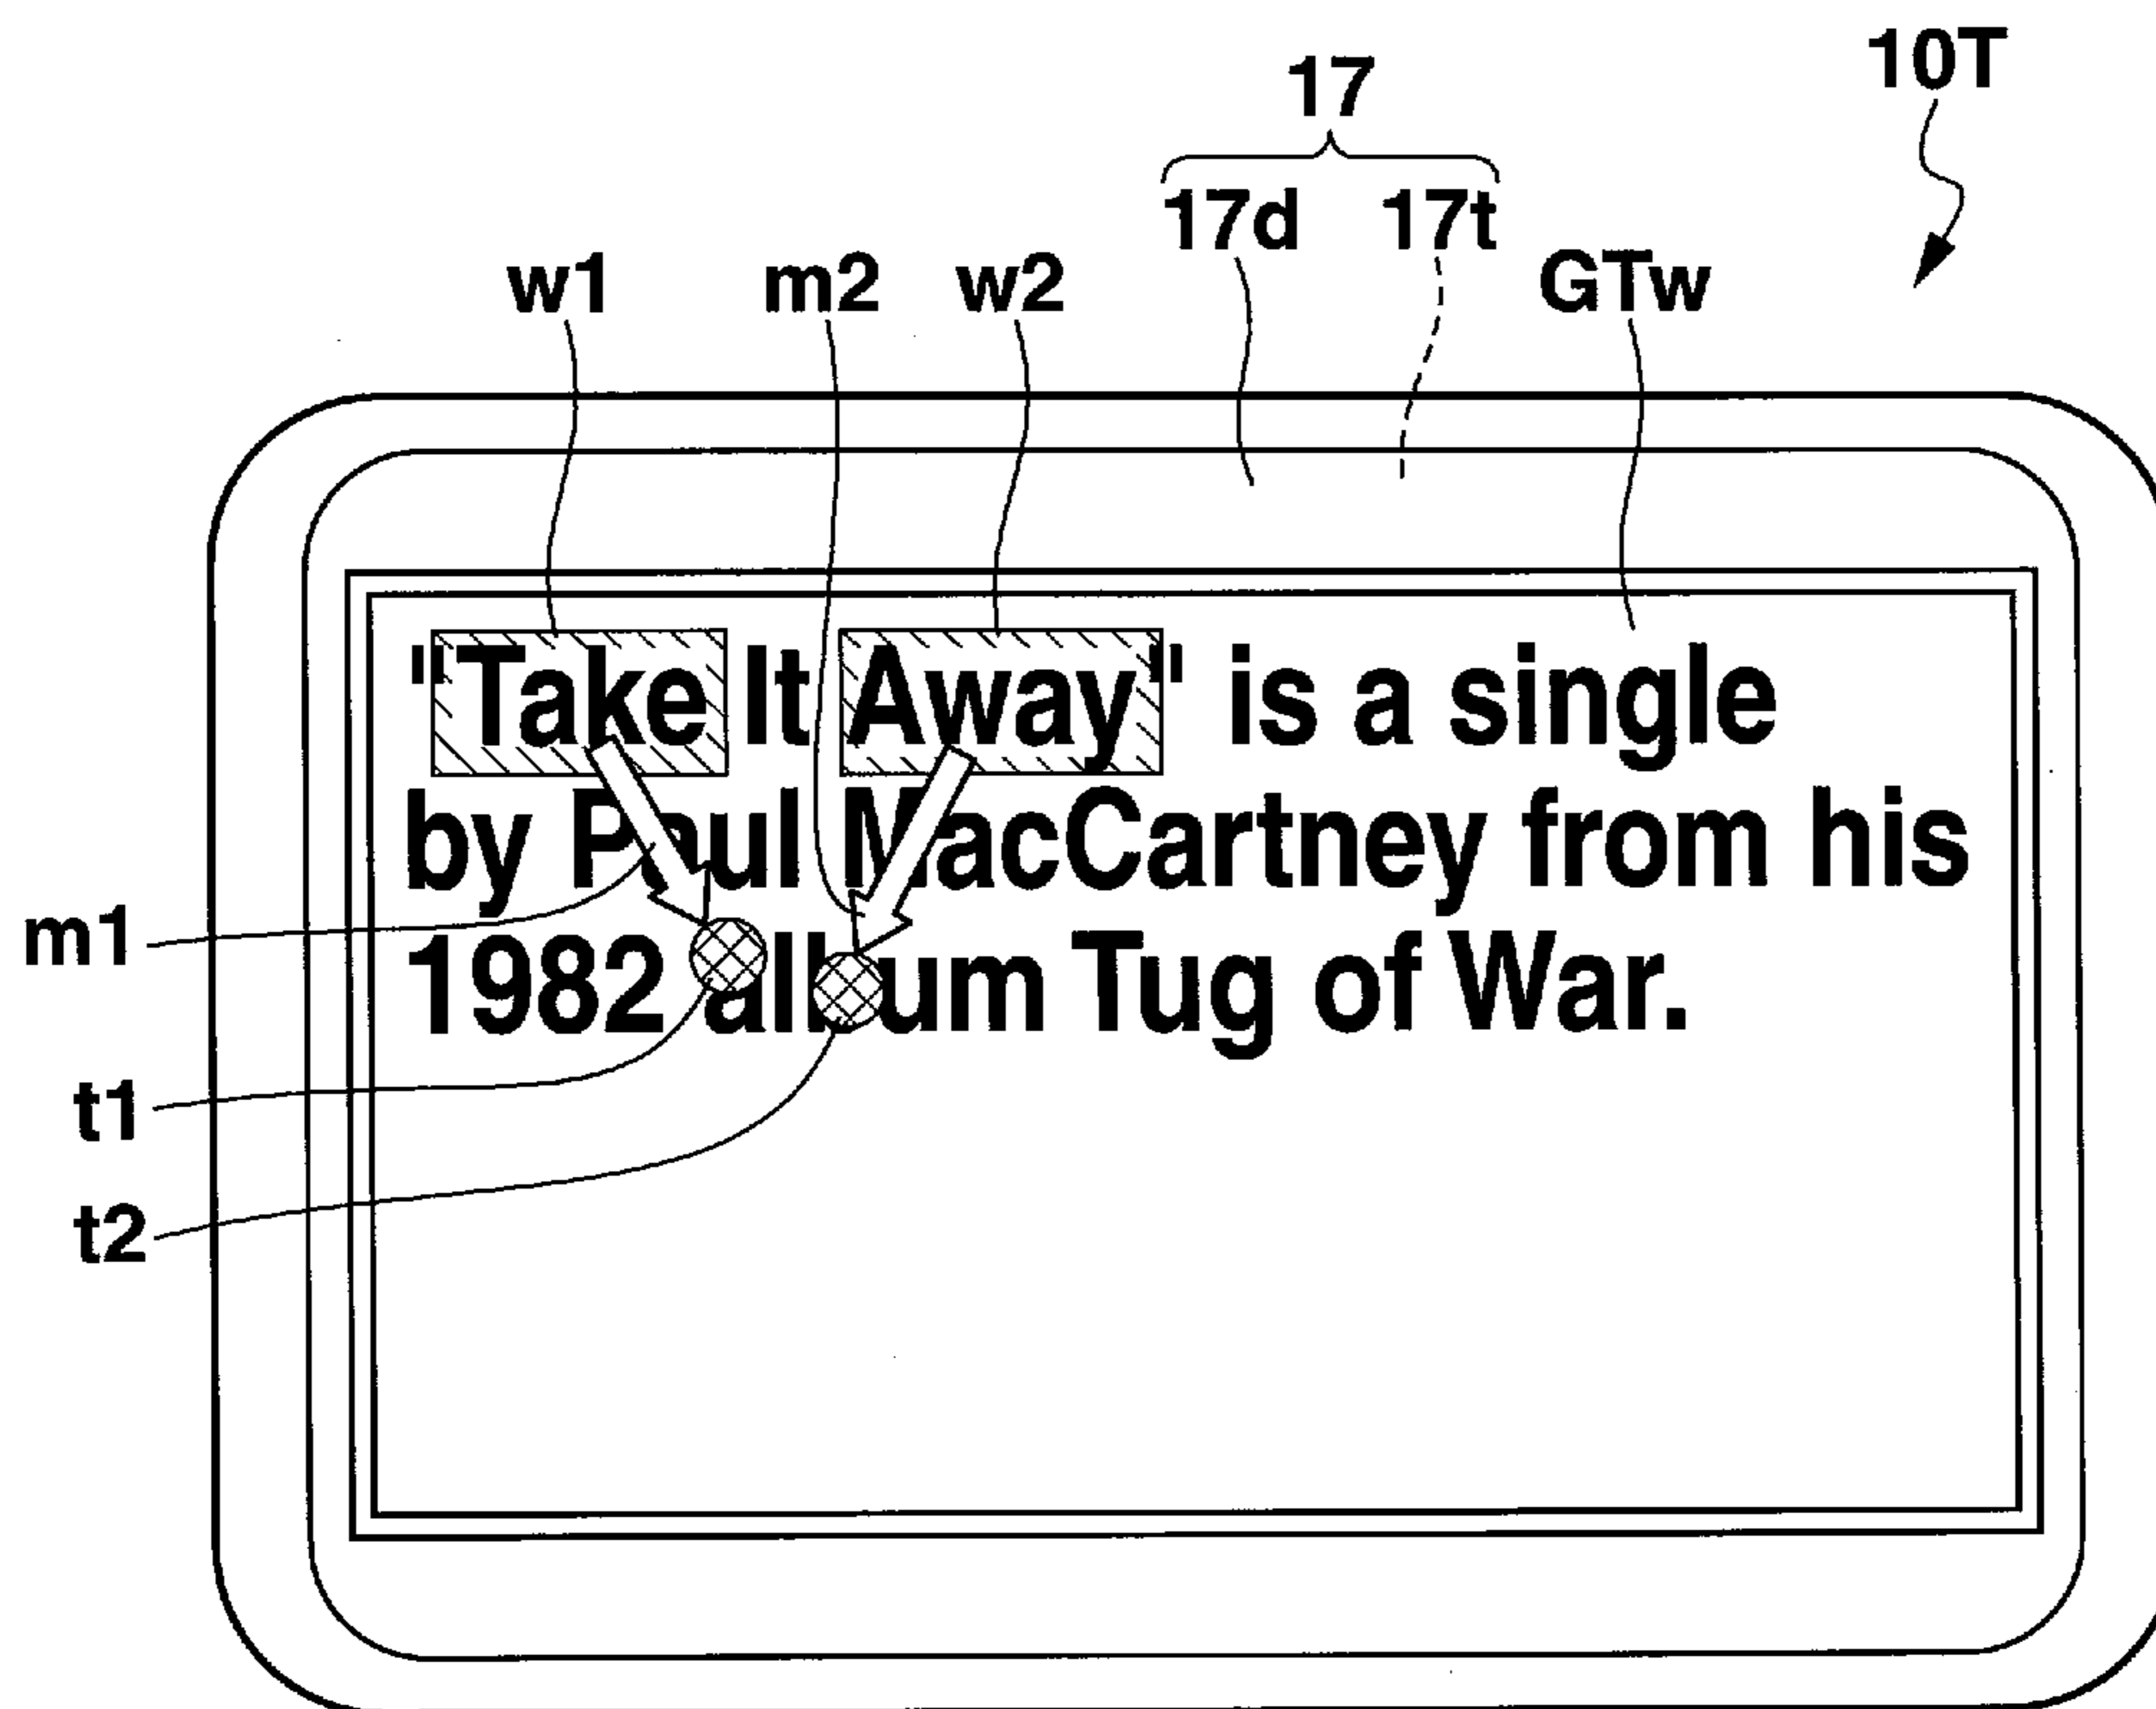 10T
17
17d 17t
w1 m2 w2 GTw
"Take It Away" is a single
by Paul MacCartney from his
m1
1982 album Tug of War.
t1
t2